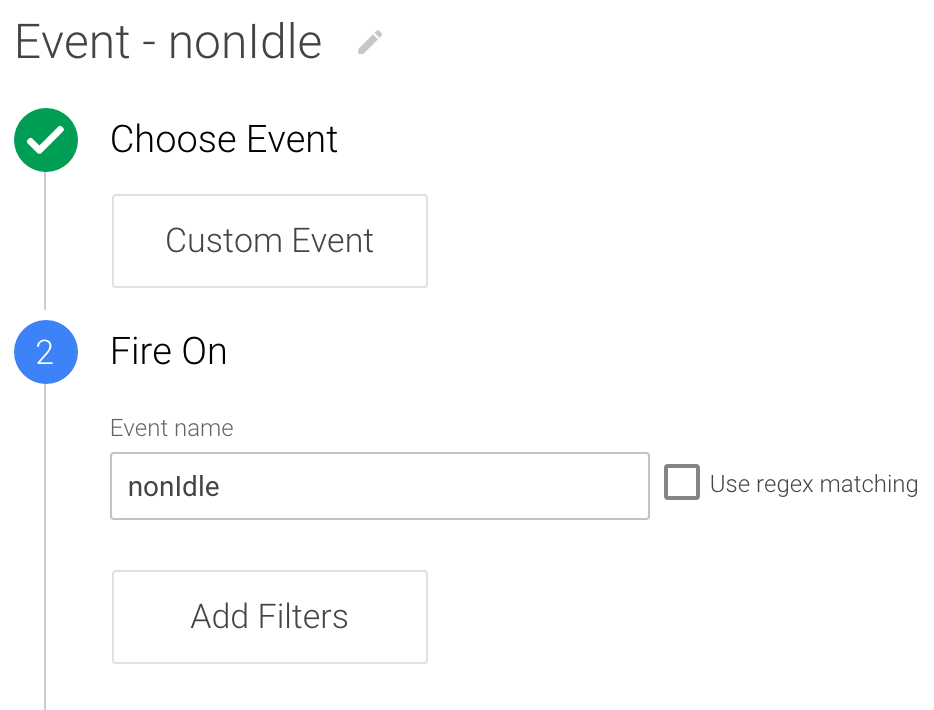 Event - nonIdle
Choose Event
Custom Event
2 Fire On
Event name
nonIdle Use regex matching
Add Filters